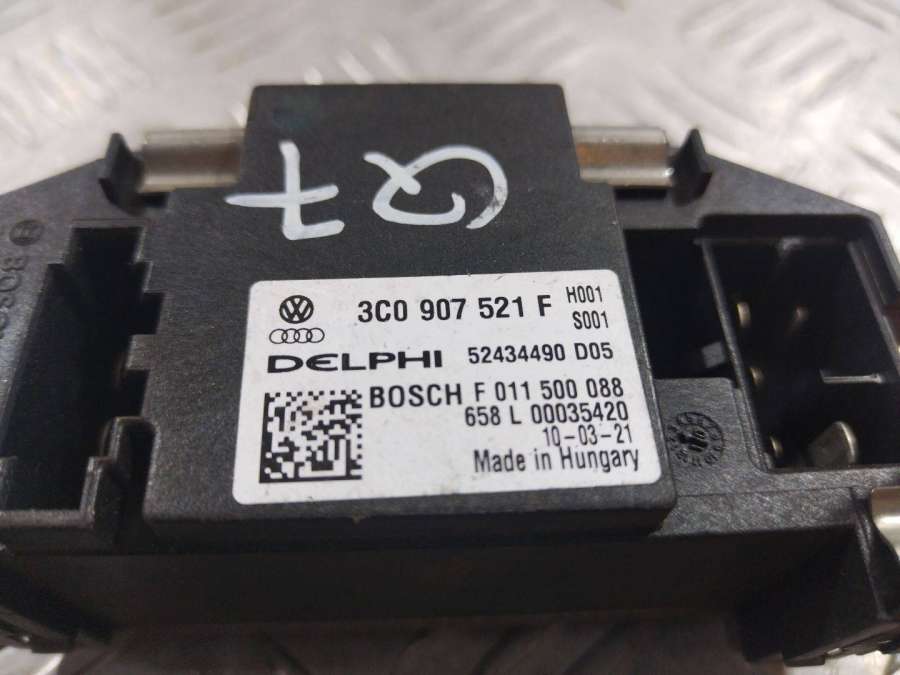 Q7
3C0 907 521 F
H001
S001
DELPHI 52434490 D05
BOSCH F 011 500 088
658 L 00035420
10-03-21
Made in Hungary